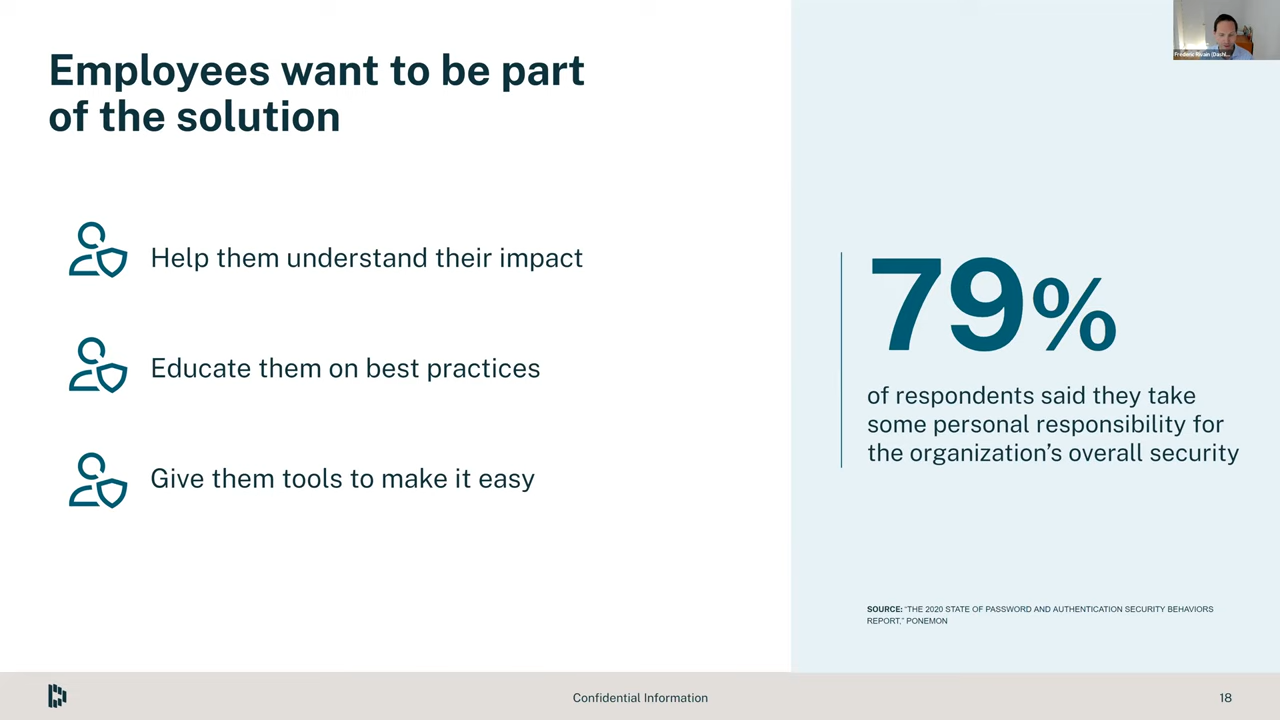 Employees want to be part
of the solution
Help them understand their impact
Educate them on best practices
Give them tools to make it easy
79%
of respondents said they take
some personal responsibility for
the organization’s overall security
SOURCE: “THE 2020 STATE OF PASSWORD AND AUTHENTICATION SECURITY BEHAVIORS
REPORT,” PONEMON
Confidential Information
18